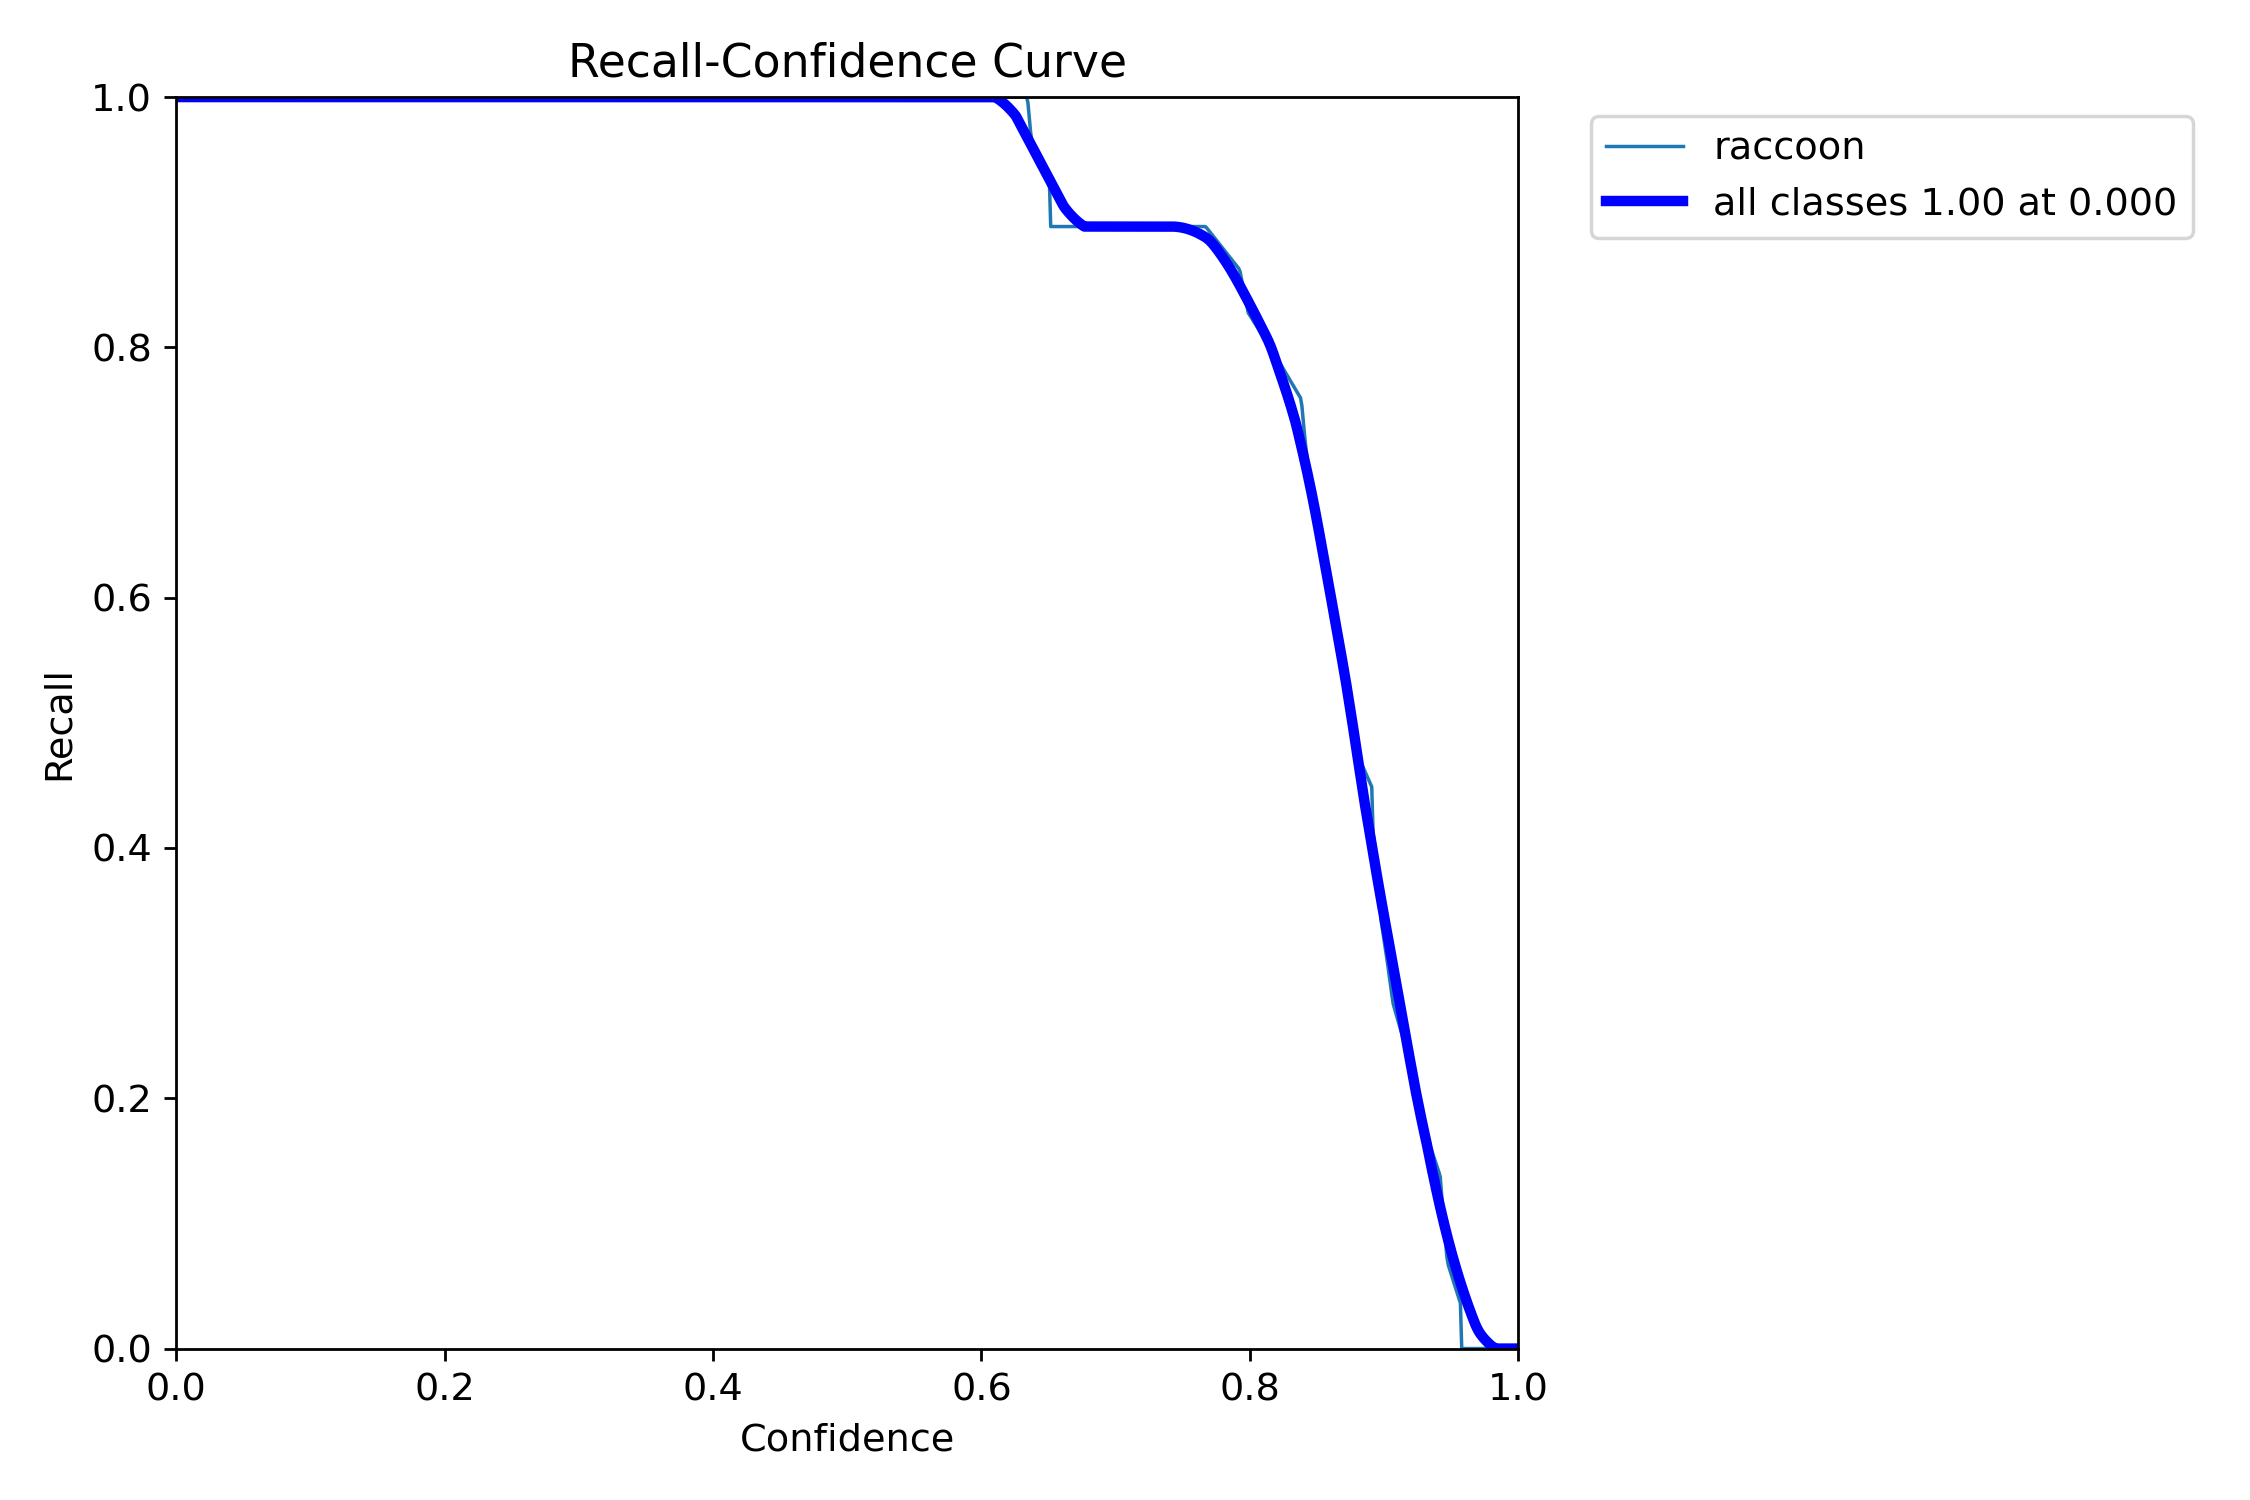 Recall-Confidence Curve
1.0
0.8
0.6
0.4
0.2
0.0
Recall
0.0 0.2 0.4 0.6 0.8 1.0
Confidence
raccoon
all classes 1.00 at 0.000